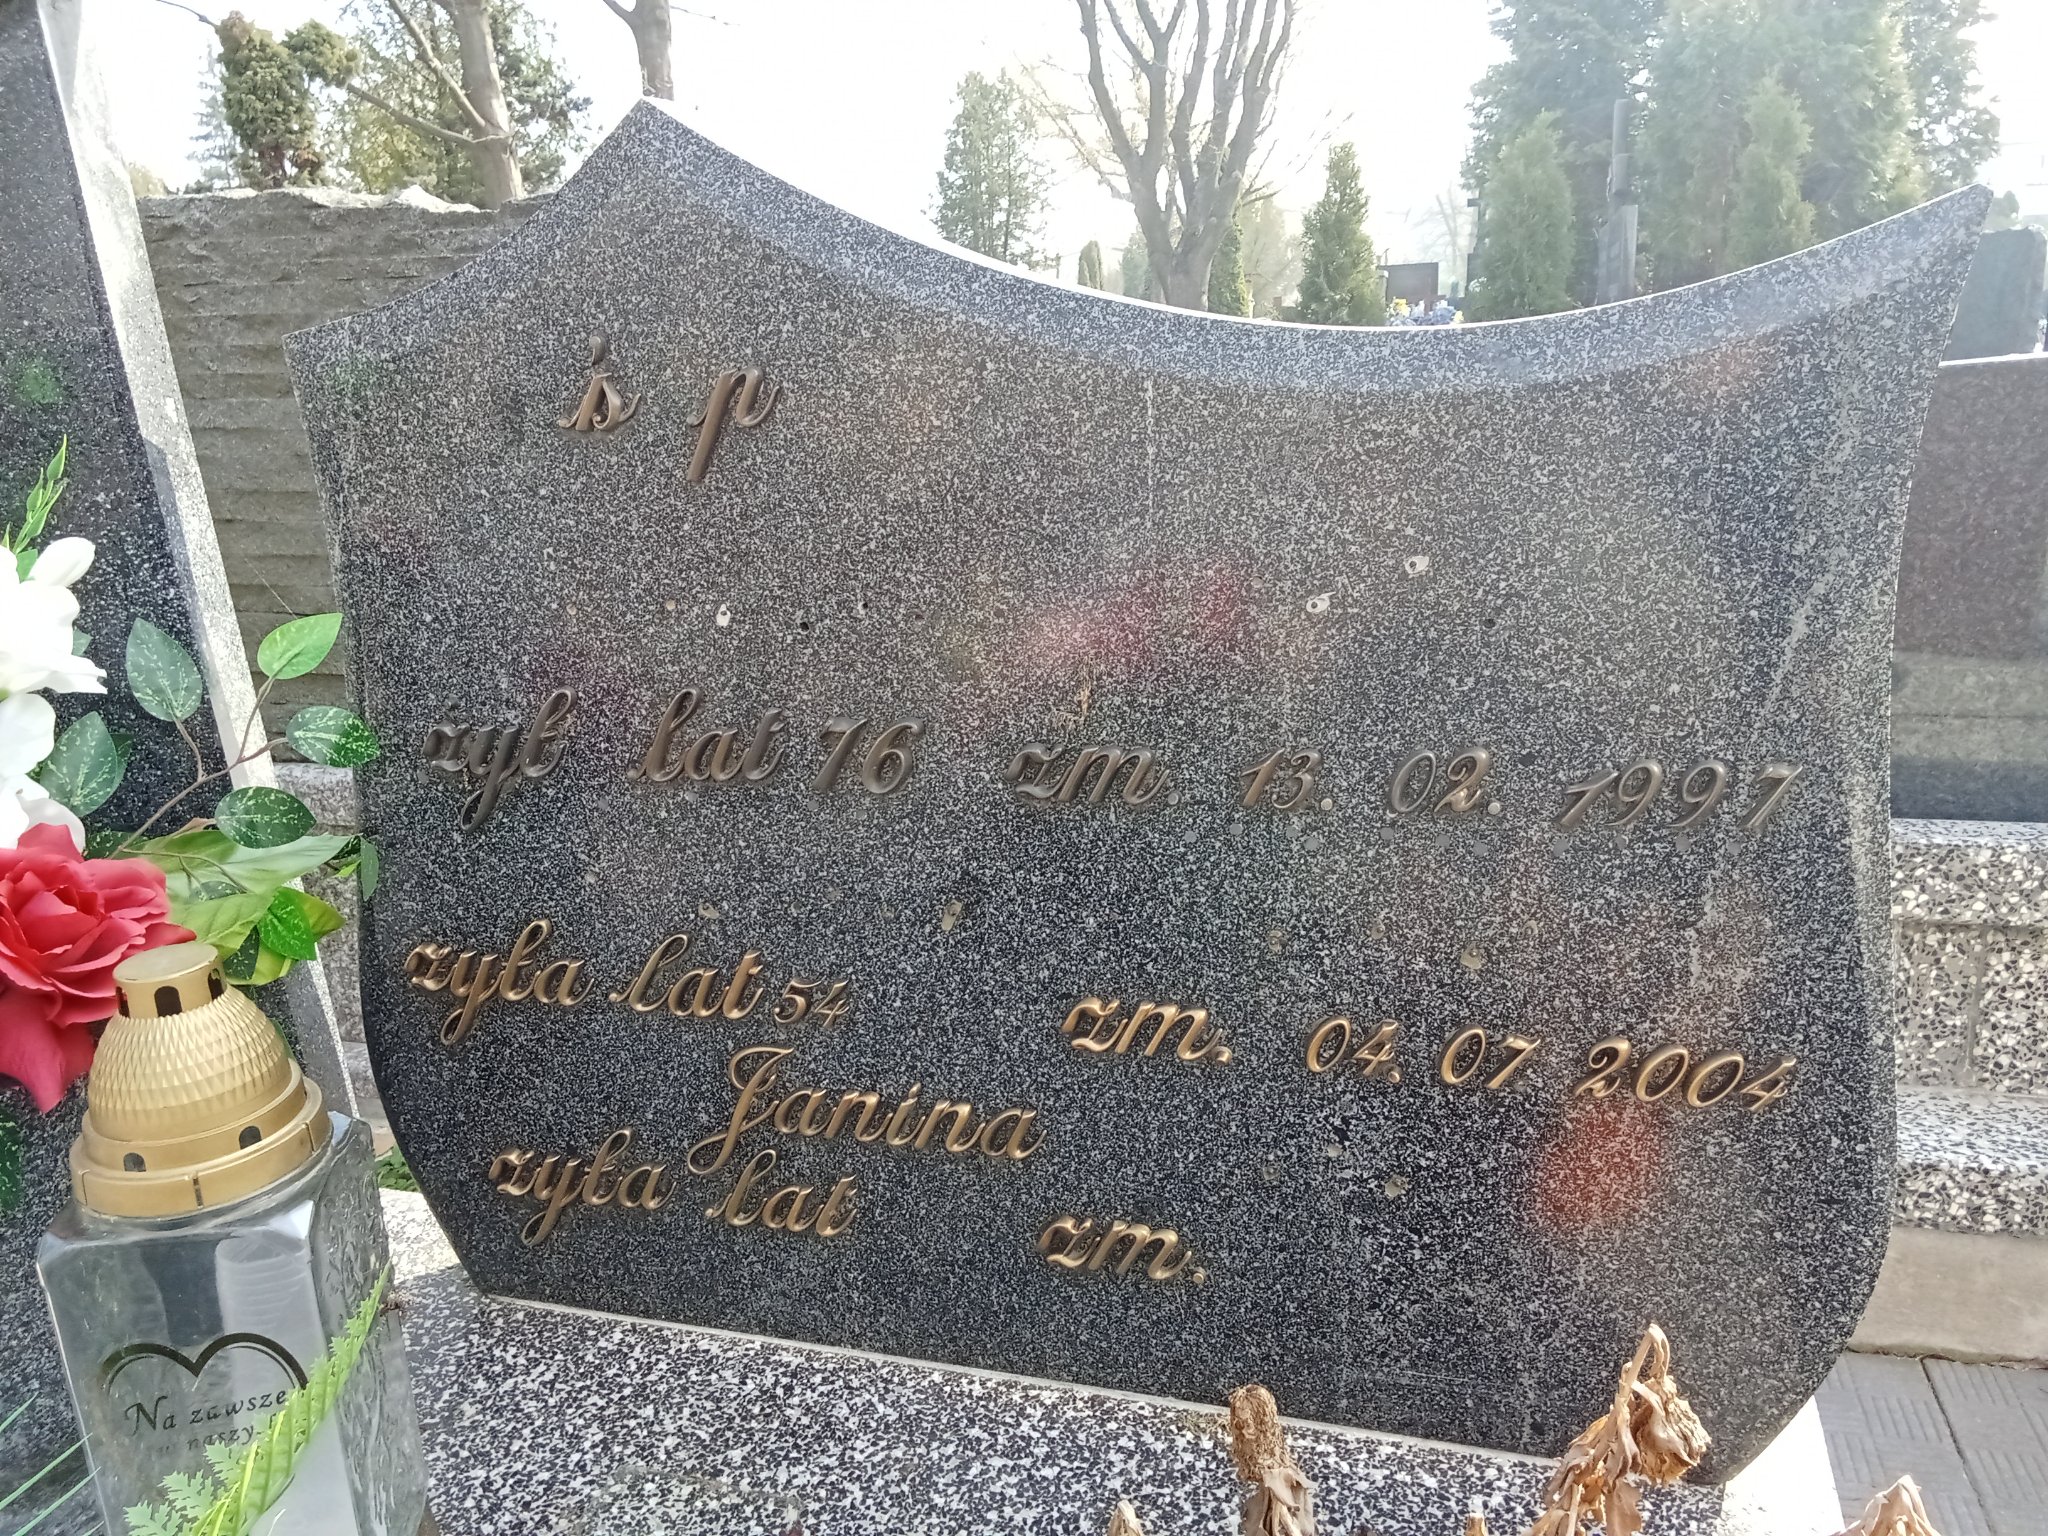 ś p
żył lat 76 zm. 13. 02. 1997
żyła lat 54 zm. 04. 07 2004
Janina
żyła lat zm.
Na zawsze
w naszy